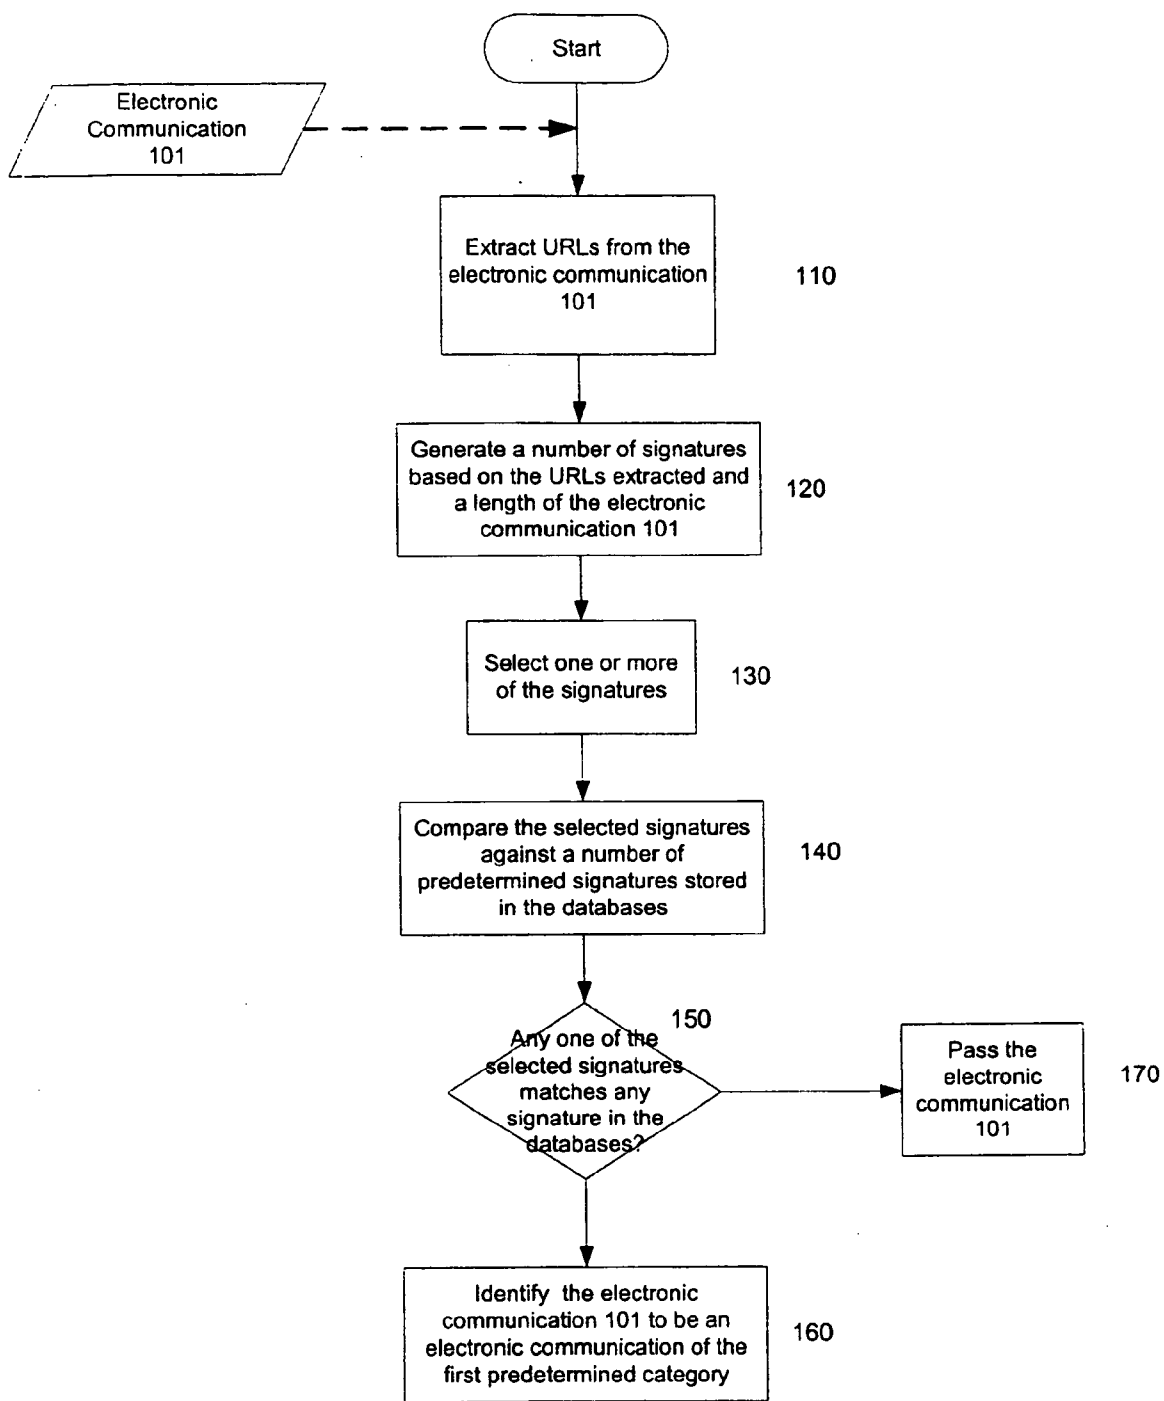 Start
Electronic
Communication
101
Extract URLs from the
electronic communication
101
110
Generate a number of signatures
based on the URLs extracted and
a length of the electronic
communication 101
120
Select one or more
of the signatures
130
Compare the selected signatures
against a number of
predetermined signatures stored
in the databases
140
150
Any one of the
selected signatures
matches any
signature in the
databases?
Pass the
electronic
communication
101
170
Identify the electronic
communication 101 to be an
electronic communication of the
first predetermined category
160